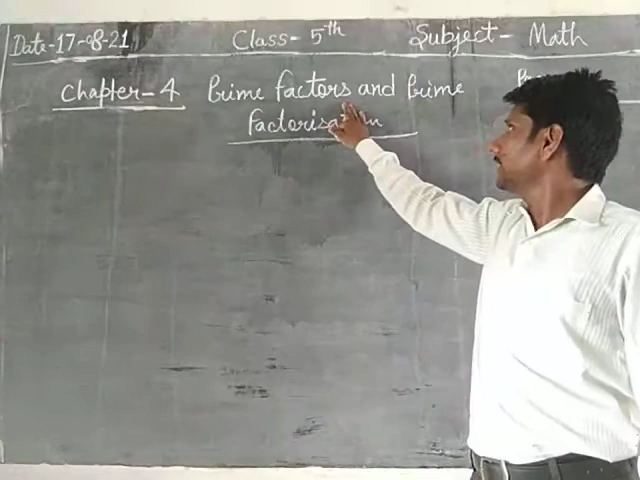 Date-17-08-21 Class-5th Subject- Math
Chapter-4 Prime factors and Prime
Factorisation